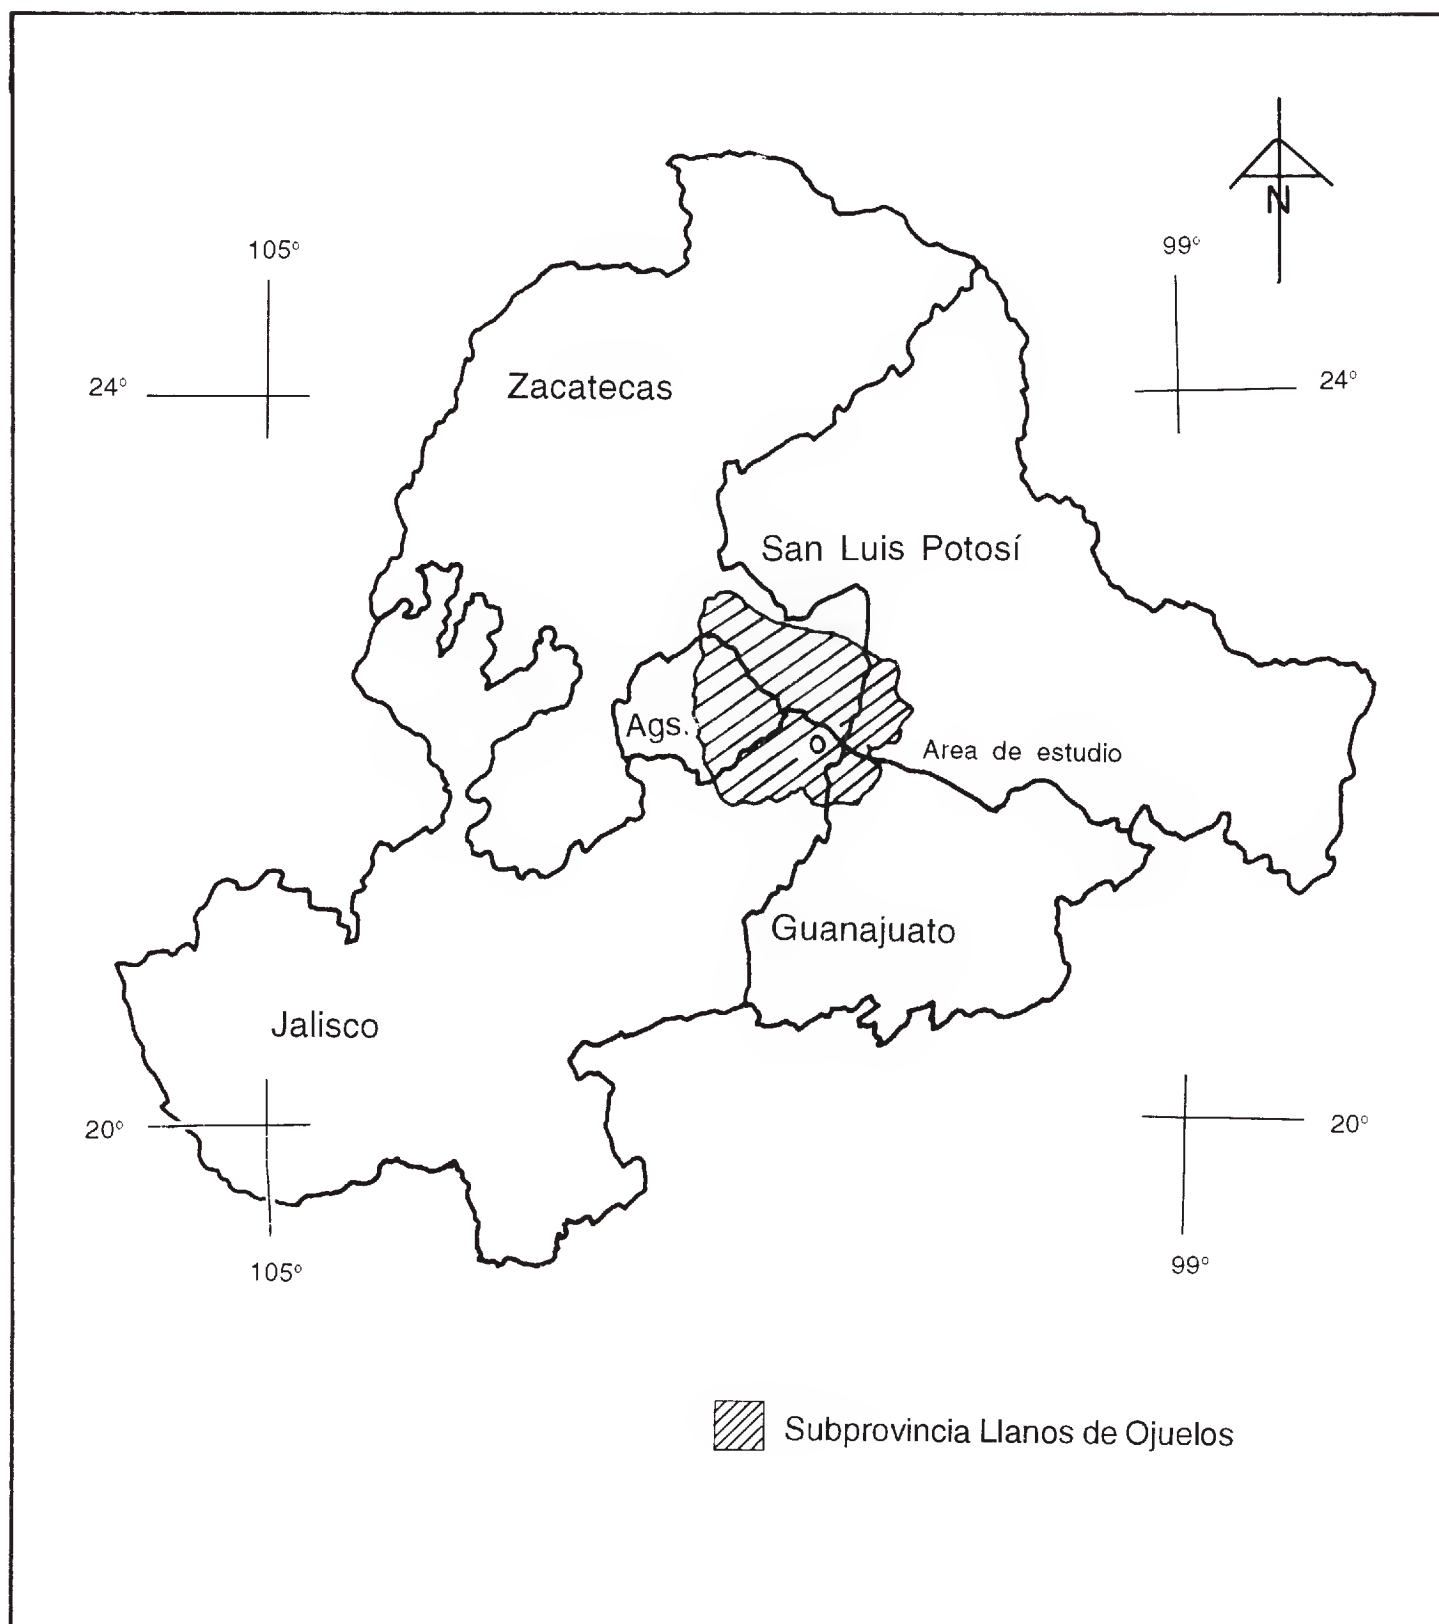 N
105°
99°
24°
Zacatecas
24°
San Luis Potosí
Ags.
Area de estudio
Guanajuato
Jalisco
20°
20°
105°
99°
Subprovincia Llanos de Ojuelos